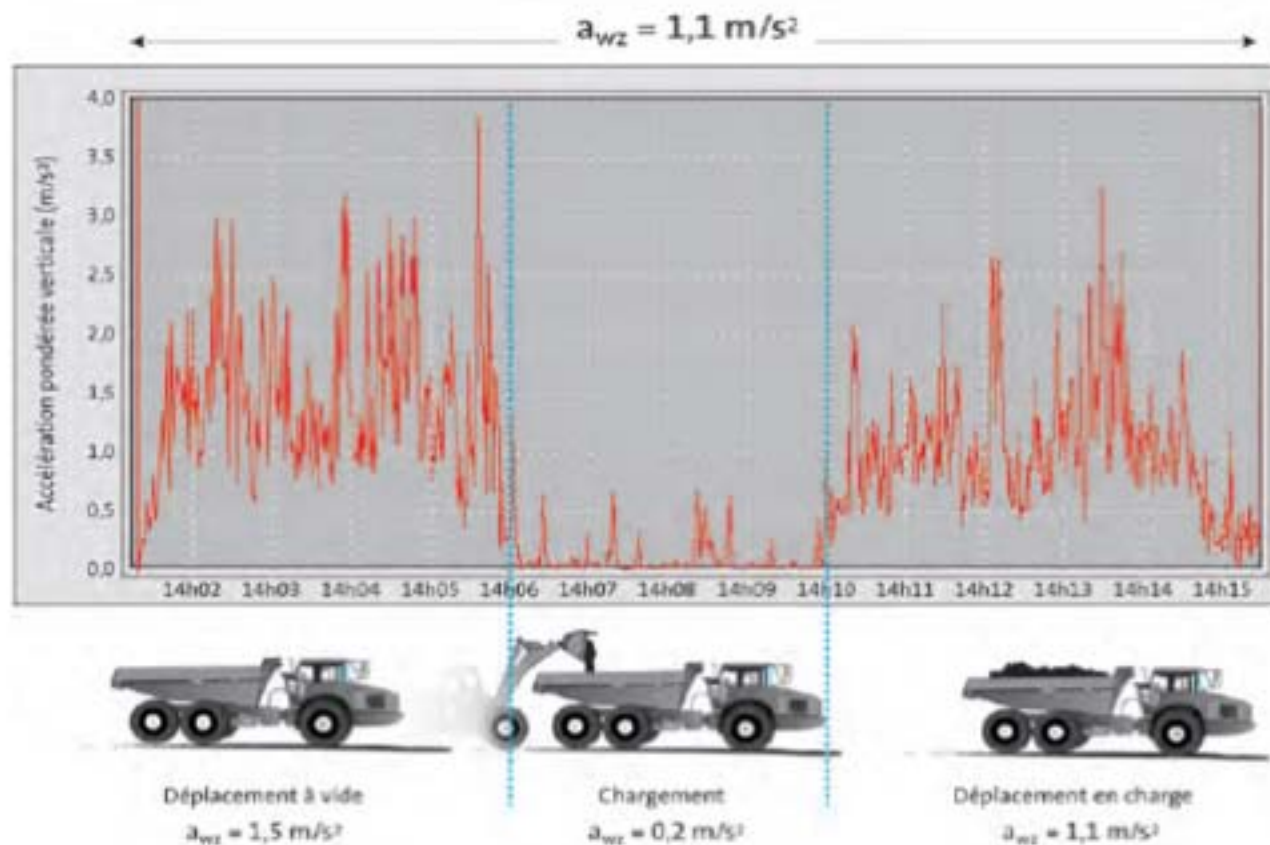 a_wz = 1,1 m/s²
Accélération pondérée verticale (m/s²)
4,0
3,5
3,0
2,5
2,0
1,5
1,0
0,5
0,0
14h02 14h03 14h04 14h05 14h06 14h07 14h08 14h09 14h10 14h11 14h12 14h13 14h14 14h15
Déplacement à vide Chargement Déplacement en charge
a_wz = 1,5 m/s² a_wz = 0,2 m/s² a_wz = 1,1 m/s²